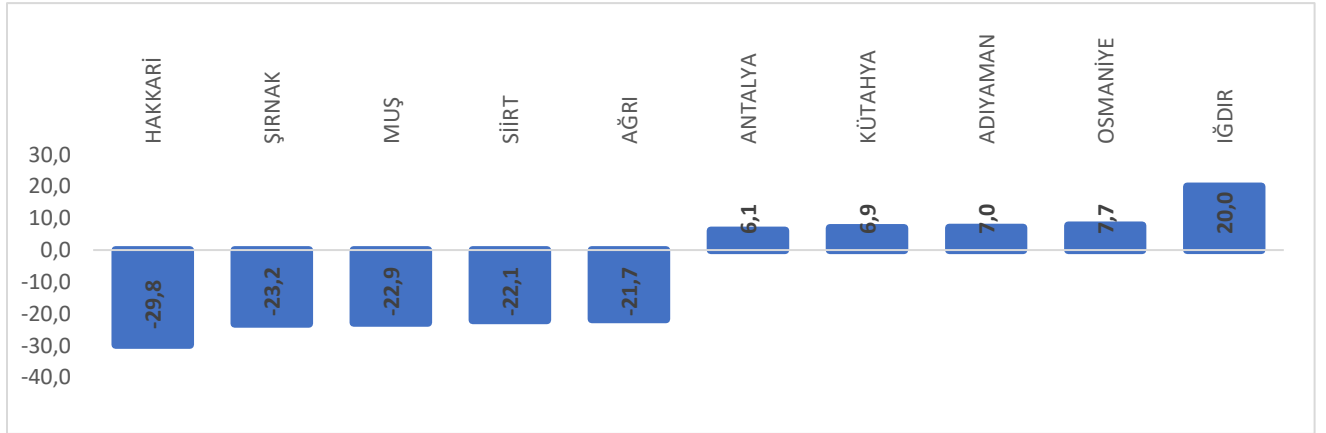 HAKKARİ
ŞIRNAK
MUŞ
SİİRT
AĞRI
ANTALYA
KÜTAHYA
ADIYAMAN
OSMANİYE
IĞDIR
30,0
20,0
10,0
0,0
-10,0
-20,0
-30,0
-40,0
-29,8
-23,2
-22,9
-22,1
-21,7
6,1
6,9
7,0
7,7
20,0